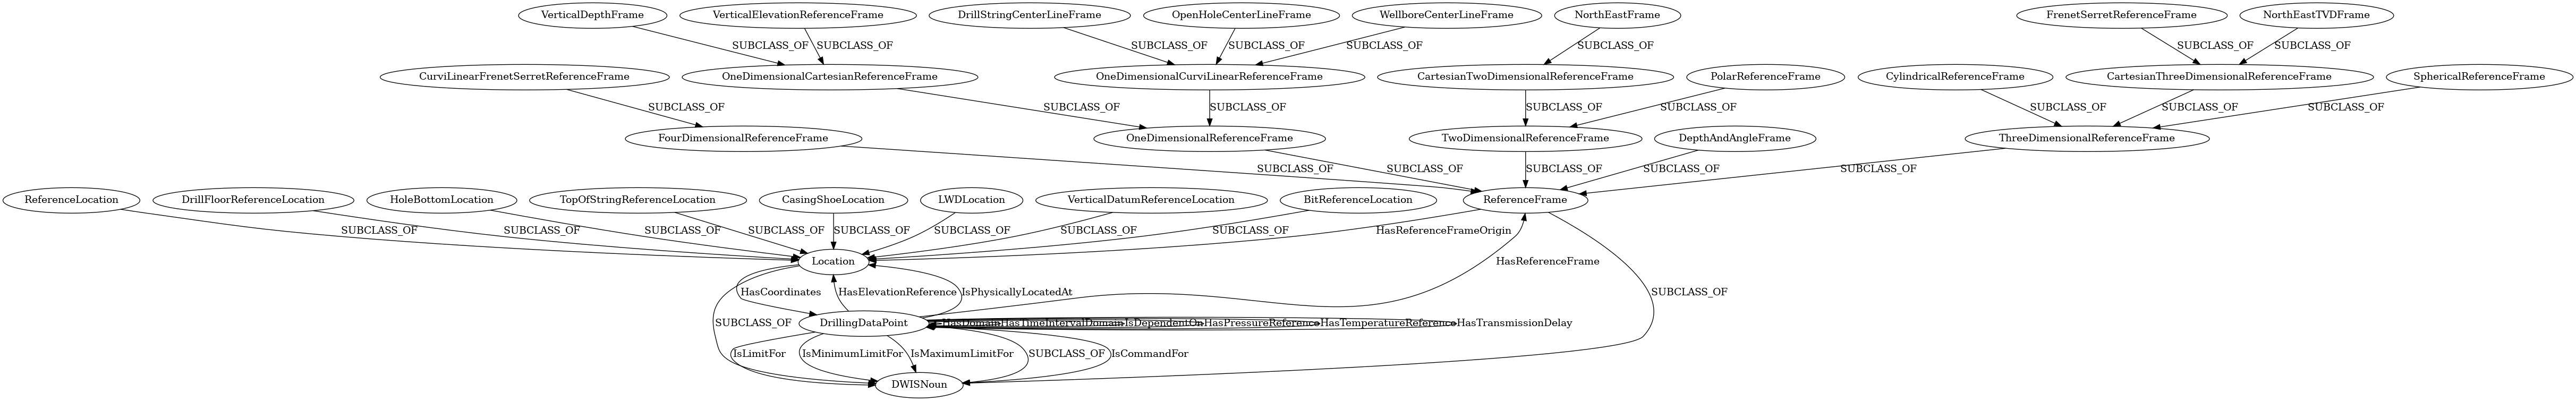 VerticalDepthFrame
VerticalElevationReferenceFrame
DrillStringCenterLineFrame
OpenHoleCenterLineFrame
WellboreCenterLineFrame
NorthEastFrame
FrenetSerretReferenceFrame
NorthEastTVDFrame
SUBCLASS_OF
SUBCLASS_OF
SUBCLASS_OF
SUBCLASS_OF
SUBCLASS_OF
SUBCLASS_OF
SUBCLASS_OF
SUBCLASS_OF
CurviLinearFrenetSerretReferenceFrame
OneDimensionalCartesianReferenceFrame
OneDimensionalCurviLinearReferenceFrame
CartesianTwoDimensionalReferenceFrame
PolarReferenceFrame
CylindricalReferenceFrame
CartesianThreeDimensionalReferenceFrame
SphericalReferenceFrame
SUBCLASS_OF
SUBCLASS_OF
SUBCLASS_OF
SUBCLASS_OF
SUBCLASS_OF
SUBCLASS_OF
SUBCLASS_OF
SUBCLASS_OF
FourDimensionalReferenceFrame
OneDimensionalReferenceFrame
TwoDimensionalReferenceFrame
DepthAndAngleFrame
ThreeDimensionalReferenceFrame
SUBCLASS_OF
SUBCLASS_OF
SUBCLASS_OF
SUBCLASS_OF
SUBCLASS_OF
ReferenceLocation
DrillFloorReferenceLocation
HoleBottomLocation
TopOfStringReferenceLocation
CasingShoeLocation
LWDLocation
VerticalDatumReferenceLocation
BitReferenceLocation
ReferenceFrame
SUBCLASS_OF
SUBCLASS_OF
SUBCLASS_OF
SUBCLASS_OF
SUBCLASS_OF
SUBCLASS_OF
SUBCLASS_OF
SUBCLASS_OF
HasReferenceFrameOrigin
Location
HasReferenceFrame
HasCoordinates
HasElevationReference
IsPhysicallyLocatedAt
SUBCLASS_OF
SUBCLASS_OF
DrillingDataPoint
HasDomain
HasTimeIntervalDomain
IsDependentOn
HasPressureReference
HasTemperatureReference
HasTransmissionDelay
IsLimitFor
IsMinimumLimitFor
IsMaximumLimitFor
SUBCLASS_OF
IsCommandFor
DWISNoun